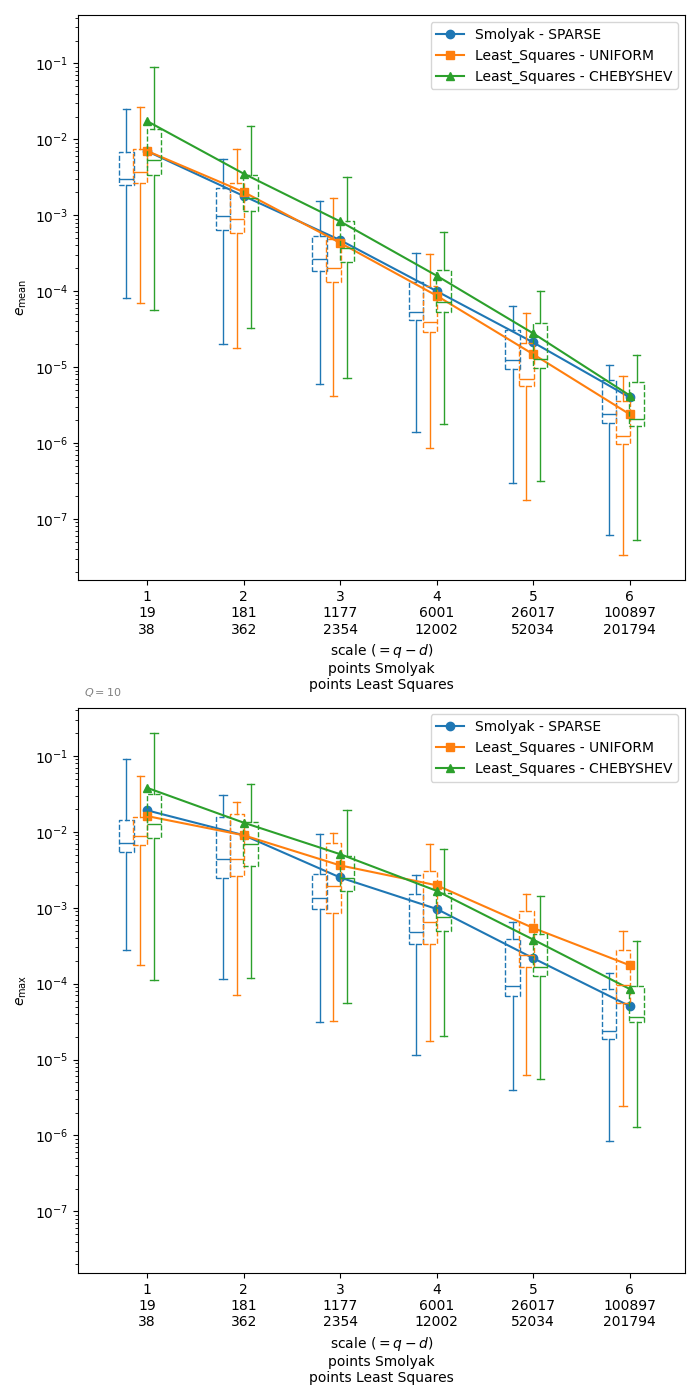 Smolyak - SPARSE
Least_Squares - UNIFORM
Least_Squares - CHEBYSHEV
10⁻¹
10⁻²
10⁻³
10⁻⁴
10⁻⁵
10⁻⁶
10⁻⁷
e_mean
1 2 3 4 5 6
19 181 1177 6001 26017 100897
38 362 2354 12002 52034 201794
scale (= q − d)
points Smolyak
points Least Squares
Q = 10
Smolyak - SPARSE
Least_Squares - UNIFORM
Least_Squares - CHEBYSHEV
10⁻¹
10⁻²
10⁻³
10⁻⁴
10⁻⁵
10⁻⁶
10⁻⁷
e_max
1 2 3 4 5 6
19 181 1177 6001 26017 100897
38 362 2354 12002 52034 201794
scale (= q − d)
points Smolyak
points Least Squares